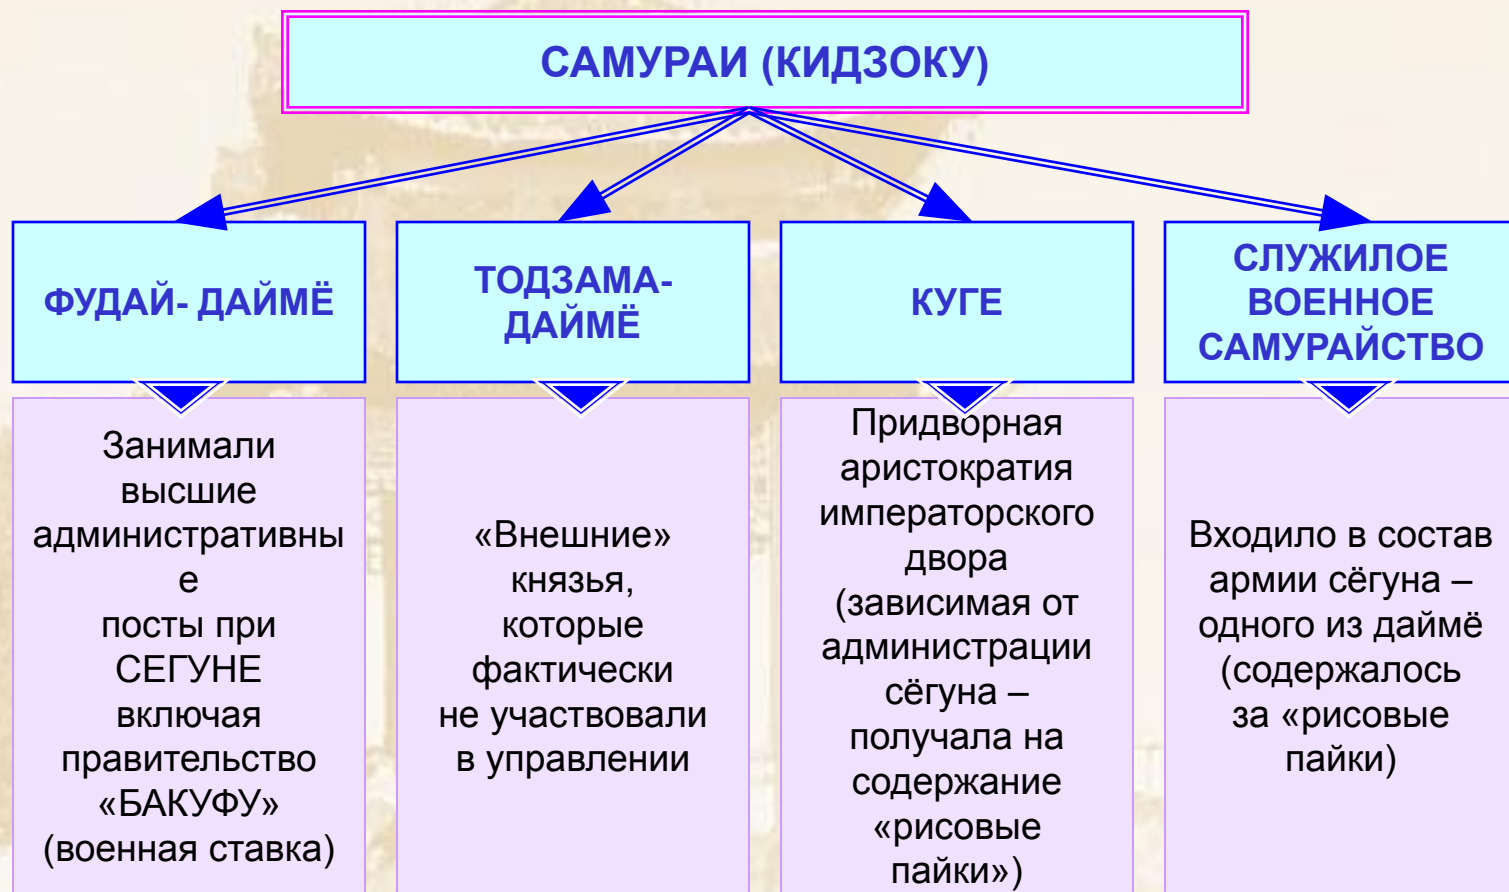 САМУРАИ (КИДЗОКУ)
ФУДАЙ- ДАЙМЁ
ТОДЗАМА-
ДАЙМЁ
КУГЕ
СЛУЖИЛОЕ
ВОЕННОЕ
САМУРАЙСТВО
Занимали
высшие
административны
е
посты при
СЕГУНЕ
включая
правительство
«БАКУФУ»
(военная ставка)
«Внешние»
князья,
которые
фактически
не участвовали
в управлении
Придворная
аристократия
императорского
двора
(зависимая от
администрации
сёгуна –
получала на
содержание
«рисовые
пайки»)
Входило в состав
армии сёгуна –
одного из даймё
(содержалось
за «рисовые
пайки)